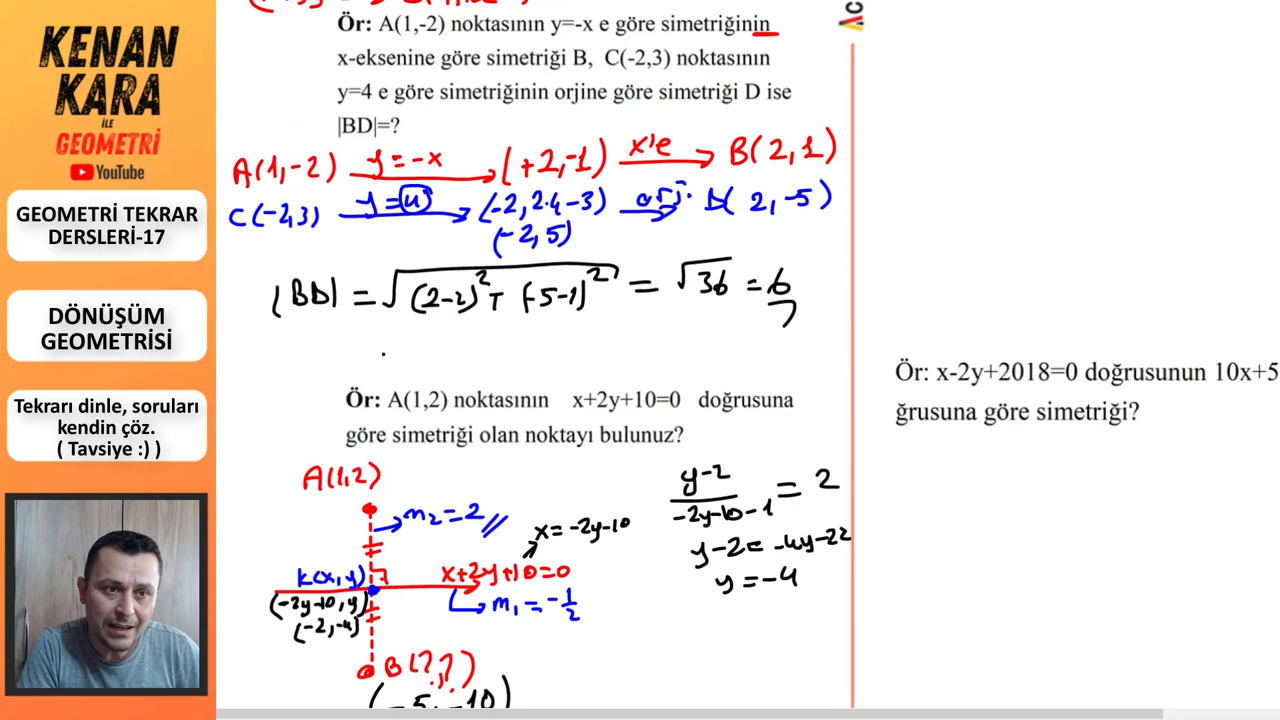 KENAN
KARA
İLE
GEOMETRİ
YouTube
GEOMETRİ TEKRAR
DERSLERİ-17
DÖNÜŞÜM
GEOMETRİSİ
Tekrarı dinle, soruları
kendin çöz.
( Tavsiye :) )
Ör: A(1,-2) noktasının y=-x e göre simetriğinin
x-eksenine göre simetriği B, C(-2,3) noktasının
y=4 e göre simetriğinin orjine göre simetriği D ise
|BD|=?
A(1,-2) y=-x (+2,-1) x'e B(2,1)
C(-2,3) y=4 (-2,2·4-3) orj. D(2,-5)
(-2,5)
|BD| = √(2-2)²+(-5-1)² = √36 = 6
Ör: A(1,2) noktasının x+2y+10=0 doğrusuna
göre simetriği olan noktayı bulunuz?
A(1,2)
m₂=2
x=-2y-10
K(x,y)
x+2y+10=0
(-2y-10,y)
m₁=-1/2
(-2,-4)
B(?,?)
(-5,-10)
y-2/-2y-10-1 = 2
y-2=-4y-22
y=-4
Ac
Ör: x-2y+2018=0 doğrusunun 10x+5
ğrusuna göre simetriği?